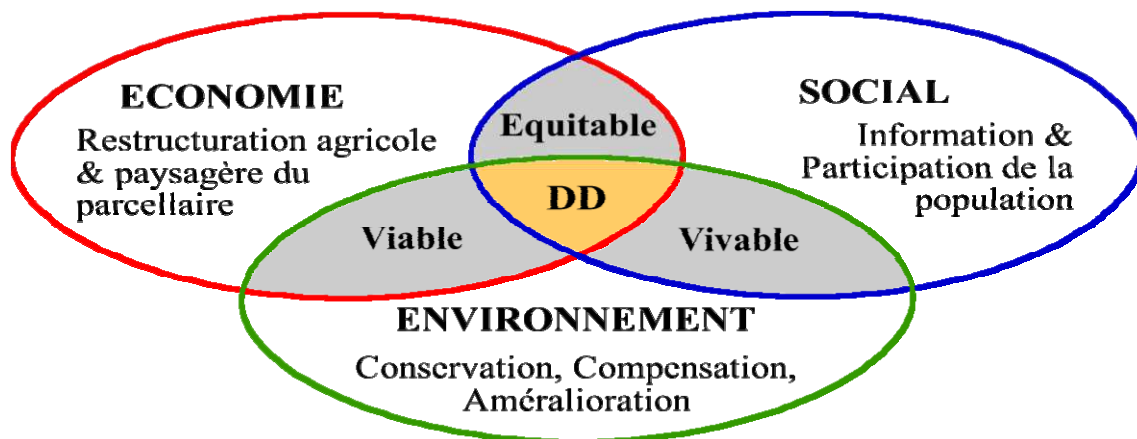 ECONOMIE
Restructuration agricole
& paysagère du
parcellaire
Equitable
SOCIAL
Information &
Participation de la
population
DD
Viable
Vivable
ENVIRONNEMENT
Conservation, Compensation,
Améralioration